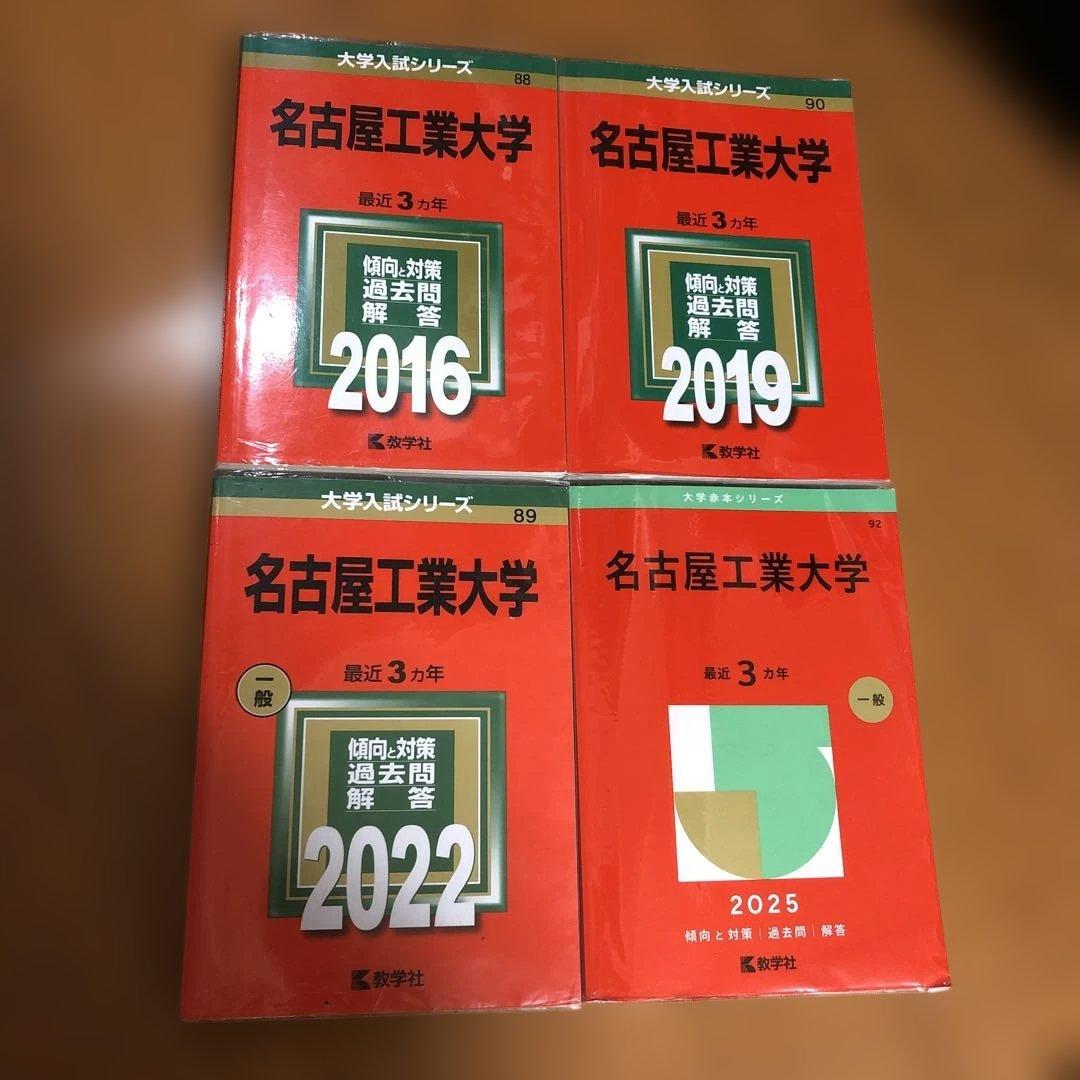 大学入試シリーズ
88
名古屋工業大学
最近3ヵ年
傾向と対策
過去問
解答
2016
教学社
大学入試シリーズ
90
名古屋工業大学
最近3ヵ年
傾向と対策
過去問
解答
2019
教学社
大学入試シリーズ
89
名古屋工業大学
最近3ヵ年
一般
傾向と対策
過去問
解答
2022
教学社
大学赤本シリーズ
92
名古屋工業大学
最近3ヵ年
一般
2025
傾向と対策|過去問|解答
教学社